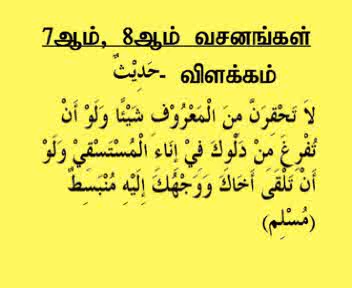 7ஆம், 8ஆம் வசனங்கள்
حَدِيْثٌ - விளக்கம்
لاَ تَحْقِرَنَّ مِنَ الْمَعْرُوْفِ شَيْئًا وَلَوْ أَنْ
تُفْرِغَ مِنْ دَلْوِكَ فِيْ إِنَاءِ الْمُسْتَسْقِيْ وَلَوْ
أَنْ تَلْقَى أَخَاكَ وَوَجْهُكَ إِلَيْهِ مُنْبَسِطٌ
(مُسْلِم)